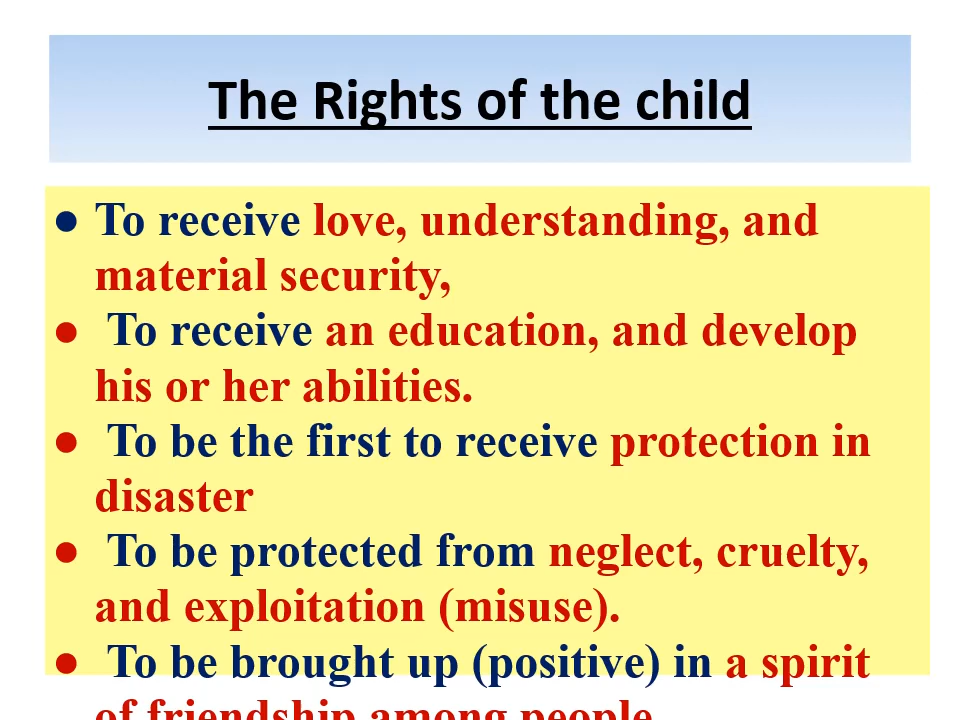 The Rights of the child
● To receive love, understanding, and
material security,
● To receive an education, and develop
his or her abilities.
● To be the first to receive protection in
disaster
● To be protected from neglect, cruelty,
and exploitation (misuse).
● To be brought up (positive) in a spirit
of friendship among people